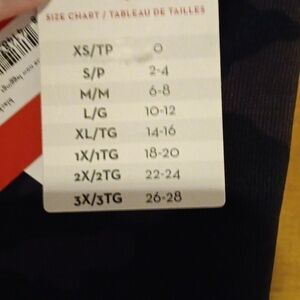 SIZE CHART / TABLEAU DE TAILLES
XS/TP 0
S/P 2-4
M/M 6-8
L/G 10-12
XL/TG 14-16
1X/1TG 18-20
2X/2TG 22-24
3X/3TG 26-28